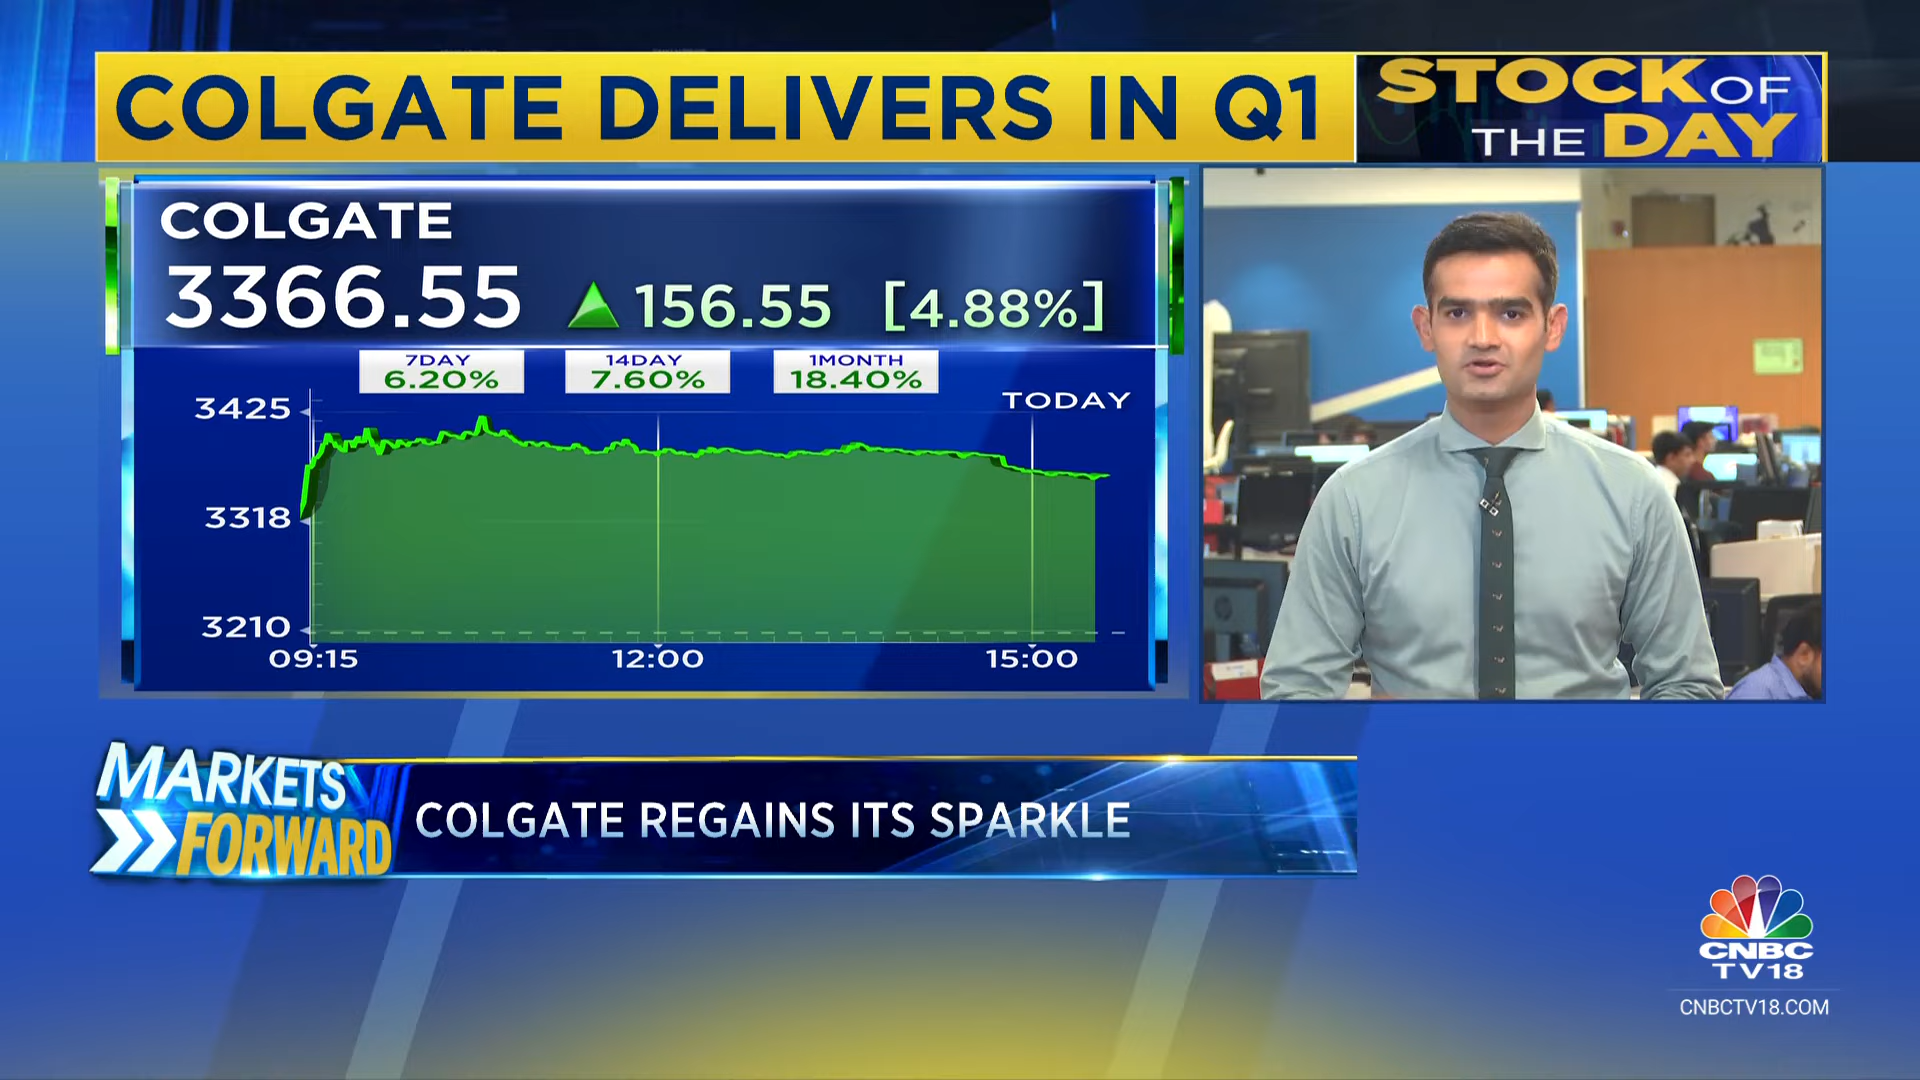 COLGATE DELIVERS IN Q1
STOCK OF
THE DAY
COLGATE
3366.55 156.55 [4.88%]
7DAY
6.20%
14DAY
7.60%
1MONTH
18.40%
TODAY
3425
3318
3210
09:15 12:00 15:00
MARKETS
FORWARD
COLGATE REGAINS ITS SPARKLE
CNBC
TV18
CNBCTV18.COM